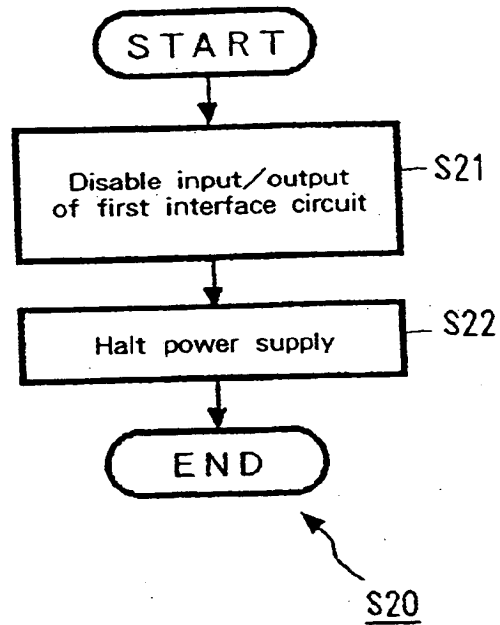 START
Disable input/output
of first interface circuit
S21
Halt power supply
S22
END
S20